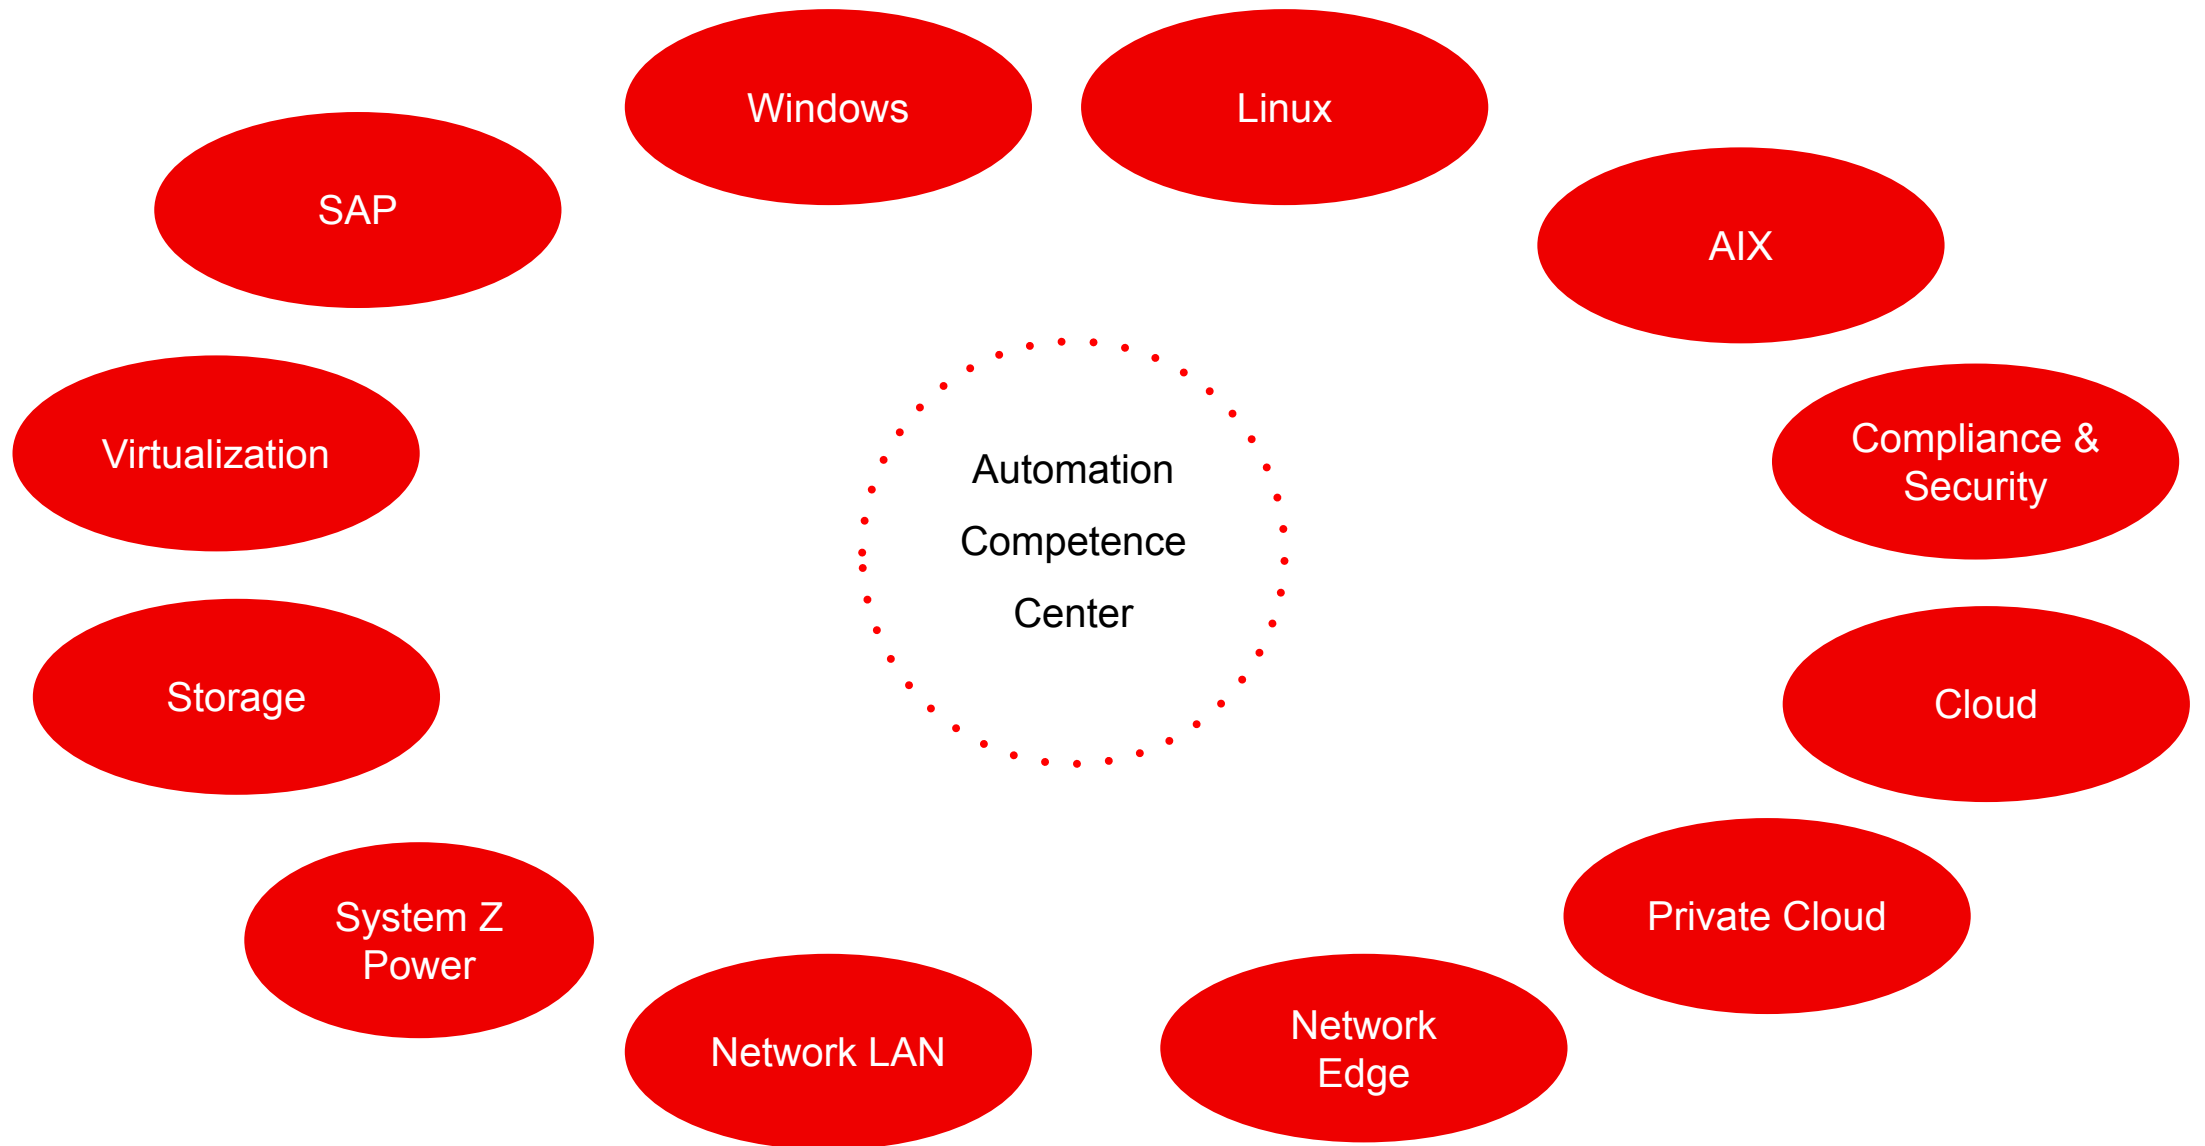 Windows
Linux
SAP
AIX
Virtualization
Automation
Competence
Center
Compliance &
Security
Storage
Cloud
System Z
Power
Private Cloud
Network LAN
Network
Edge